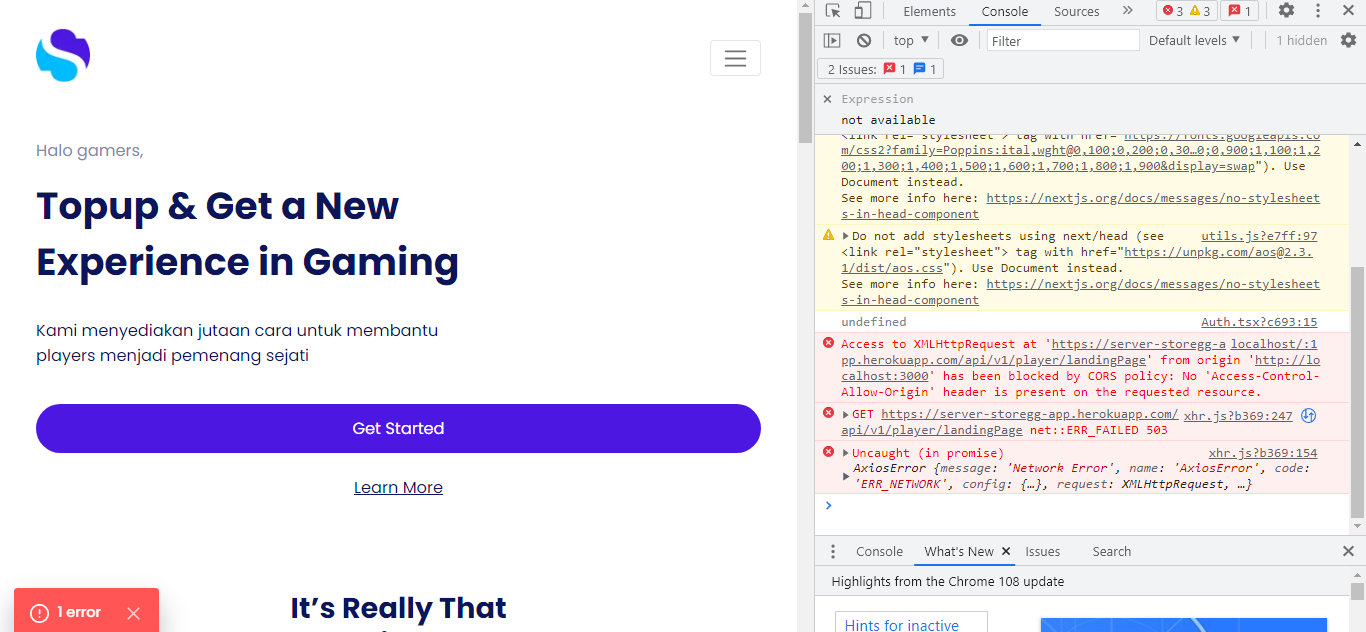 Halo gamers,
Topup & Get a New
Experience in Gaming
Kami menyediakan jutaan cara untuk membantu
players menjadi pemenang sejati
Get Started
Learn More
It’s Really That
1 error
Elements Console Sources 3 3 1
top Filter Default levels 1 hidden
2 Issues: 1 1
Expression
not available
<link rel="stylesheet"> tag with href="https://fonts.googleapis.co
m/css2?family=Poppins:ital,wght@0,100;0,200;0,30…0;0,900;1,100;1,2
00;1,300;1,400;1,500;1,600;1,700;1,800;1,900&display=swap"). Use
Document instead.
See more info here: https://nextjs.org/docs/messages/no-stylesheet
s-in-head-component
Do not add stylesheets using next/head (see utils.js?e7ff:97
<link rel="stylesheet"> tag with href="https://unpkg.com/aos@2.3.
1/dist/aos.css"). Use Document instead.
See more info here: https://nextjs.org/docs/messages/no-stylesheet
s-in-head-component
undefined Auth.tsx?c693:15
Access to XMLHttpRequest at 'https://server-storegg-a localhost/:1
pp.herokuapp.com/api/v1/player/landingPage' from origin 'http://lo
calhost:3000' has been blocked by CORS policy: No 'Access-Control-
Allow-Origin' header is present on the requested resource.
GET https://server-storegg-app.herokuapp.com/ xhr.js?b369:247
api/v1/player/landingPage net::ERR_FAILED 503
Uncaught (in promise) xhr.js?b369:154
AxiosError {message: 'Network Error', name: 'AxiosError', code:
'ERR_NETWORK', config: {…}, request: XMLHttpRequest, …}
Console What's New Issues Search
Highlights from the Chrome 108 update
Hints for inactive